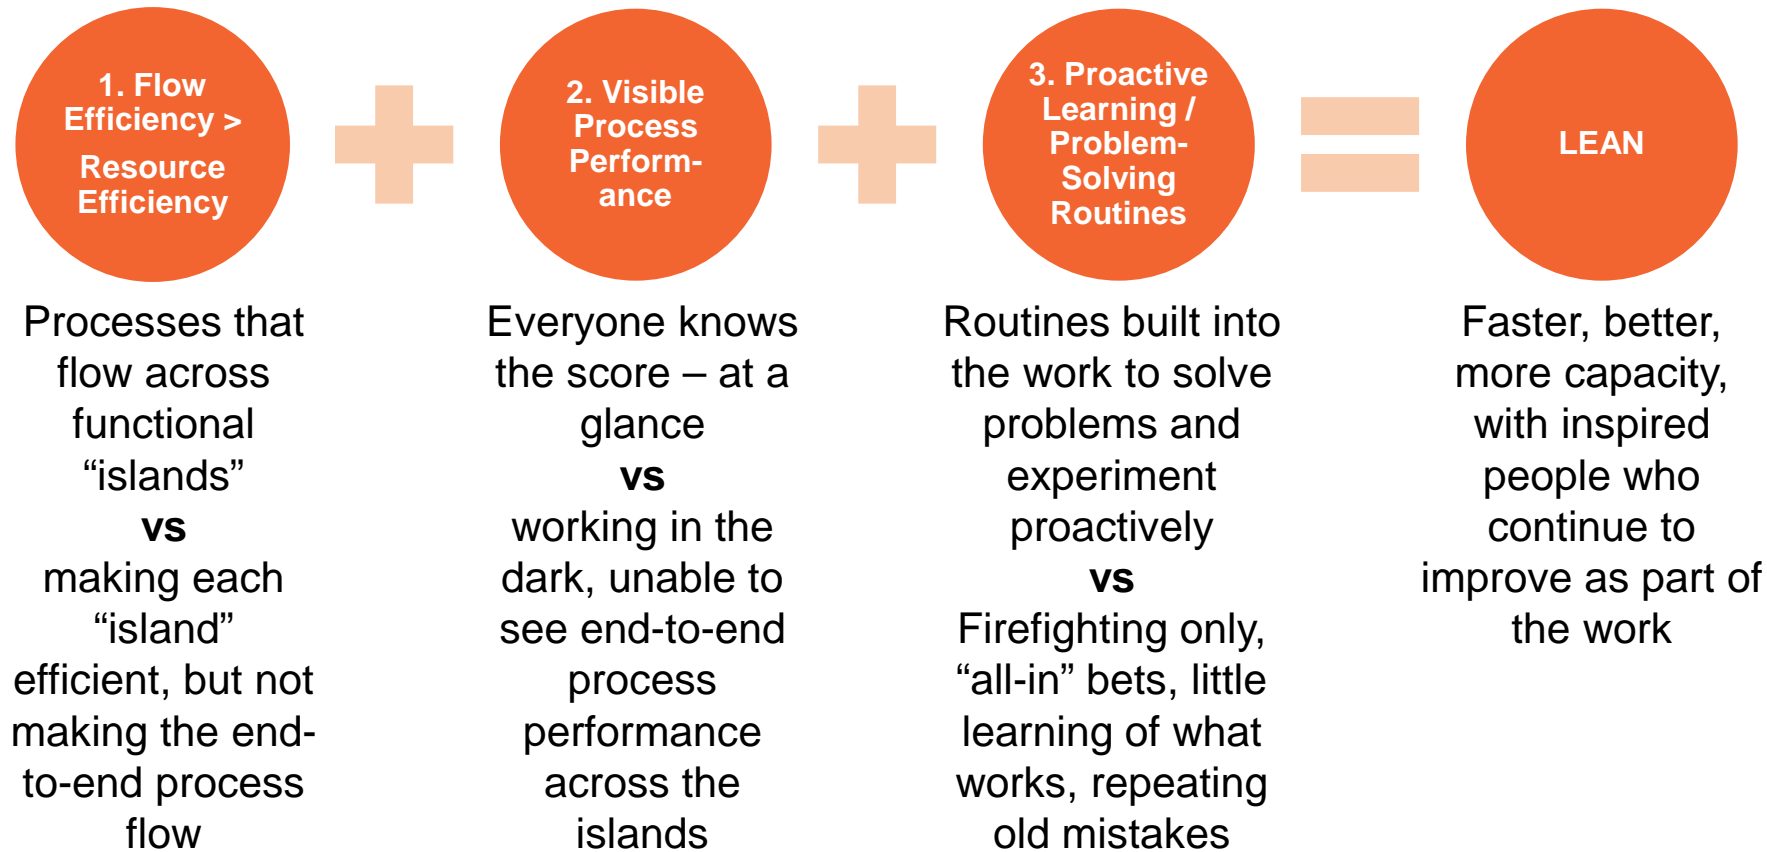 1. Flow
Efficiency >
Resource
Efficiency
2. Visible
Process
Perform-
ance
3. Proactive
Learning /
Problem-
Solving
Routines
LEAN
Processes that
flow across
functional
“islands”
vs
making each
“island”
efficient, but not
making the end-
to-end process
flow
Everyone knows
the score – at a
glance
vs
working in the
dark, unable to
see end-to-end
process
performance
across the
islands
Routines built into
the work to solve
problems and
experiment
proactively
vs
Firefighting only,
“all-in” bets, little
learning of what
works, repeating
old mistakes
Faster, better,
more capacity,
with inspired
people who
continue to
improve as part of
the work